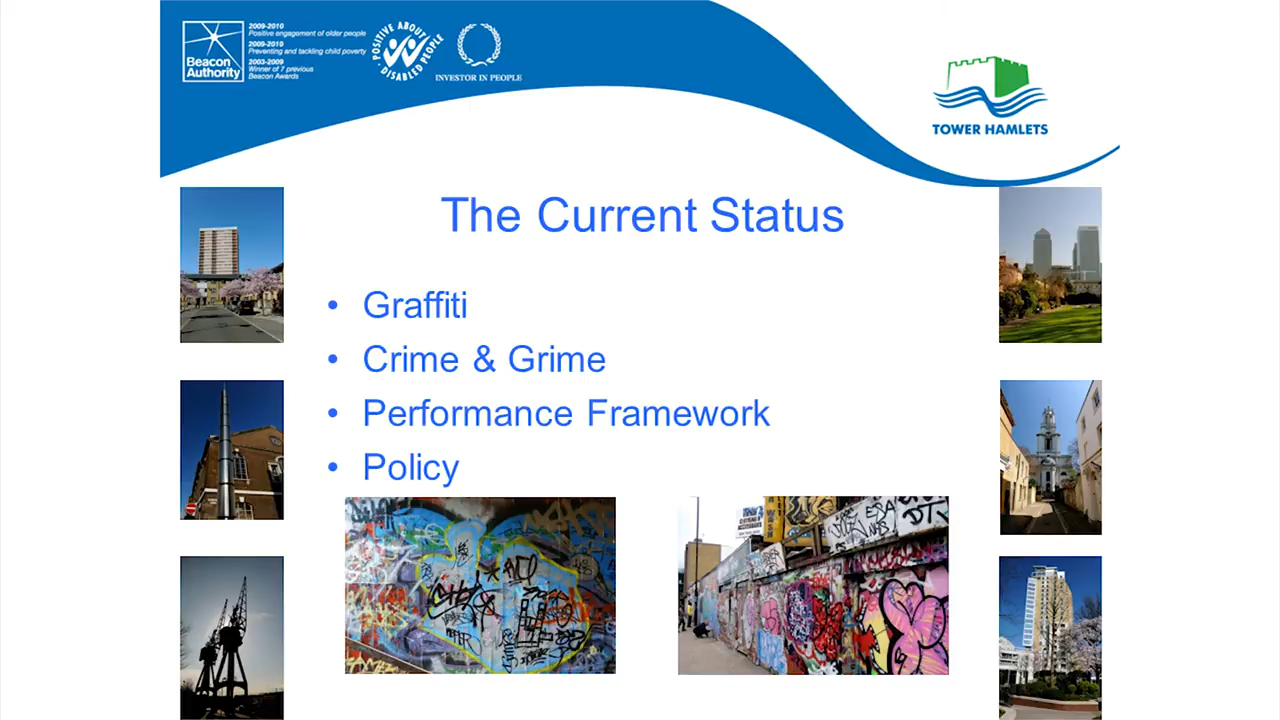 2009-2010
Positive engagement of older people
2009-2010
Preventing and tackling child poverty
2003-2009
Winner of 7 previous
Beacon Awards
Beacon
Authority
POSITIVE ABOUT
DISABLED PEOPLE
INVESTOR IN PEOPLE
TOWER HAMLETS
The Current Status
• Graffiti
• Crime & Grime
• Performance Framework
• Policy